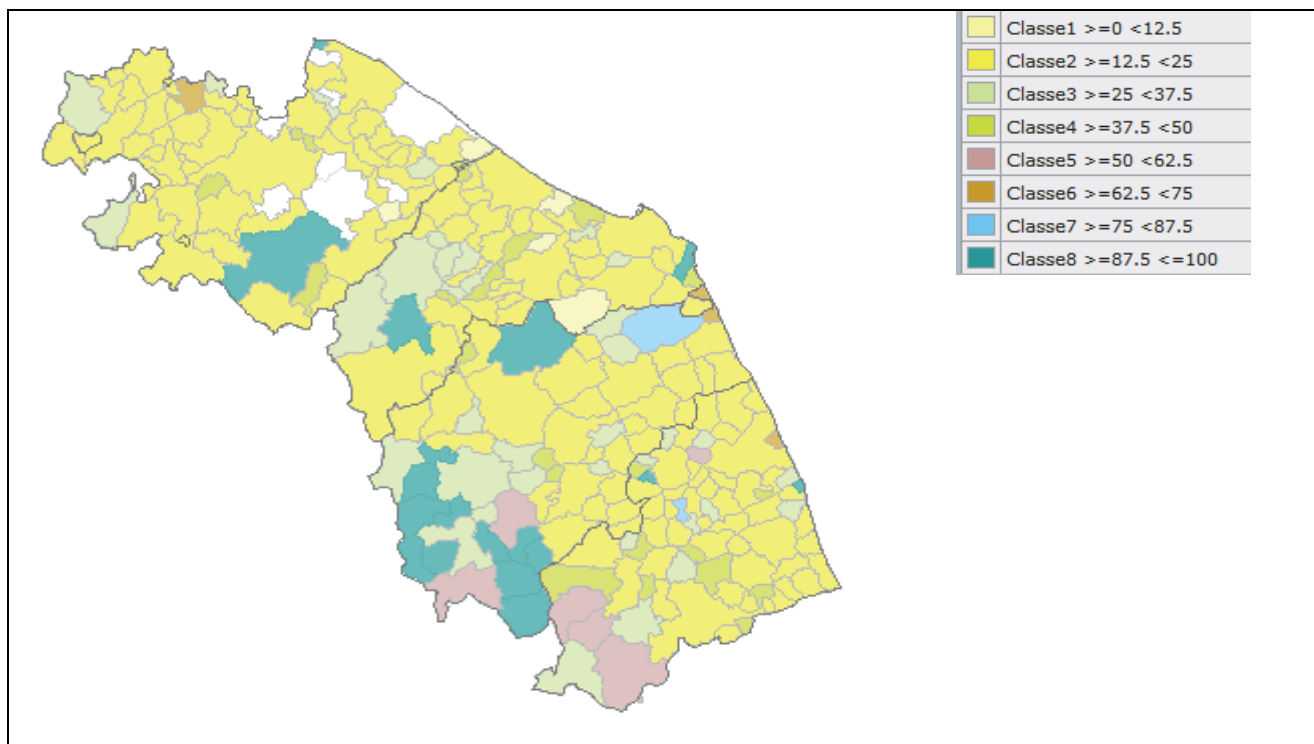 Classe1 >=0 <12.5
Classe2 >=12.5 <25
Classe3 >=25 <37.5
Classe4 >=37.5 <50
Classe5 >=50 <62.5
Classe6 >=62.5 <75
Classe7 >=75 <87.5
Classe8 >=87.5 <=100